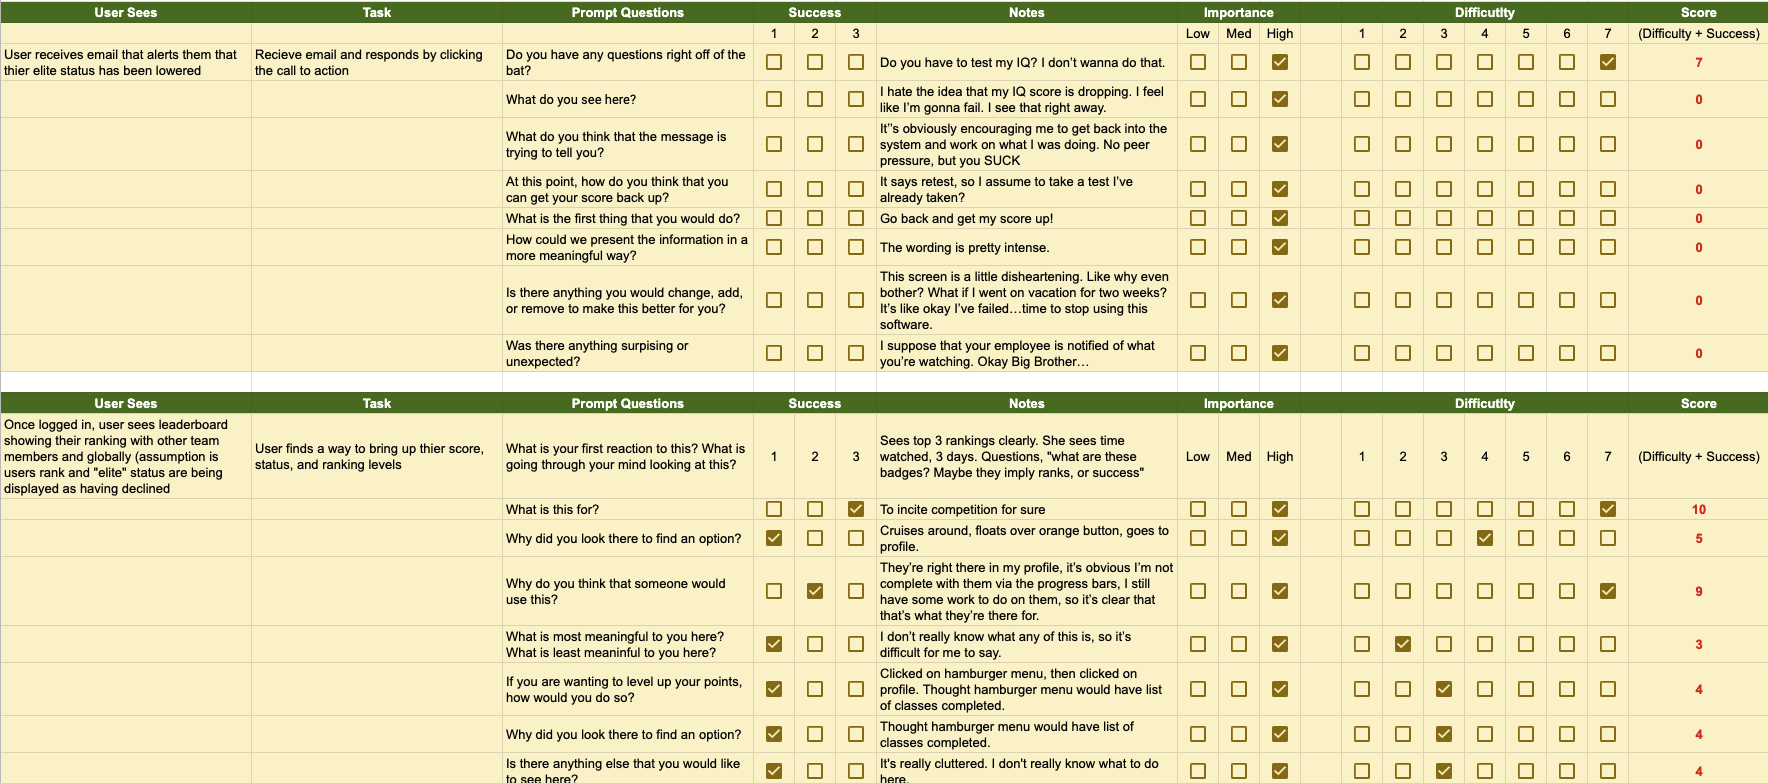 User Sees Task Prompt Questions Success Notes Importance Difficutlty Score
1 2 3 Low Med High 1 2 3 4 5 6 7 (Difficulty + Success)
User receives email that alerts them that
thier elite status has been lowered
Recieve email and responds by clicking
the call to action
Do you have any questions right off of the
bat?
Do you have to test my IQ? I don't wanna do that.
7
What do you see here?
I hate the idea that my IQ score is dropping. I feel
like I'm gonna fail. I see that right away.
0
What do you think that the message is
trying to tell you?
It"s obviously encouraging me to get back into the
system and work on what I was doing. No peer
pressure, but you SUCK
0
At this point, how do you think that you
can get your score back up?
It says retest, so I assume to take a test I've
already taken?
0
What is the first thing that you would do?
Go back and get my score up!
0
How could we present the information in a
more meaningful way?
The wording is pretty intense.
0
Is there anything you would change, add,
or remove to make this better for you?
This screen is a little disheartening. Like why even
bother? What if I went on vacation for two weeks?
It's like okay I've failed…time to stop using this
software.
0
Was there anything surpising or
unexpected?
I suppose that your employee is notified of what
you're watching. Okay Big Brother…
0
User Sees Task Prompt Questions Success Notes Importance Difficutlty Score
Once logged in, user sees leaderboard
showing their ranking with other team
members and globally (assumption is
users rank and "elite" status are being
displayed as having declined
User finds a way to bring up thier score,
status, and ranking levels
What is your first reaction to this? What is
going through your mind looking at this?
1 2 3
Sees top 3 rankings clearly. She sees time
watched, 3 days. Questions, "what are these
badges? Maybe they imply ranks, or success"
Low Med High 1 2 3 4 5 6 7 (Difficulty + Success)
What is this for?
To incite competition for sure
10
Why did you look there to find an option?
Cruises around, floats over orange button, goes to
profile.
5
Why do you think that someone would
use this?
They're right there in my profile, it's obvious I'm not
complete with them via the progress bars, I still
have some work to do on them, so it's clear that
that's what they're there for.
9
What is most meaningful to you here?
What is least meaninful to you here?
I don't really know what any of this is, so it's
difficult for me to say.
3
If you are wanting to level up your points,
how would you do so?
Clicked on hamburger menu, then clicked on
profile. Thought hamburger menu would have list
of classes completed.
4
Why did you look there to find an option?
Thought hamburger menu would have list of
classes completed.
4
Is there anything else that you would like
to see here?
It's really cluttered. I don't really know what to do
here.
4